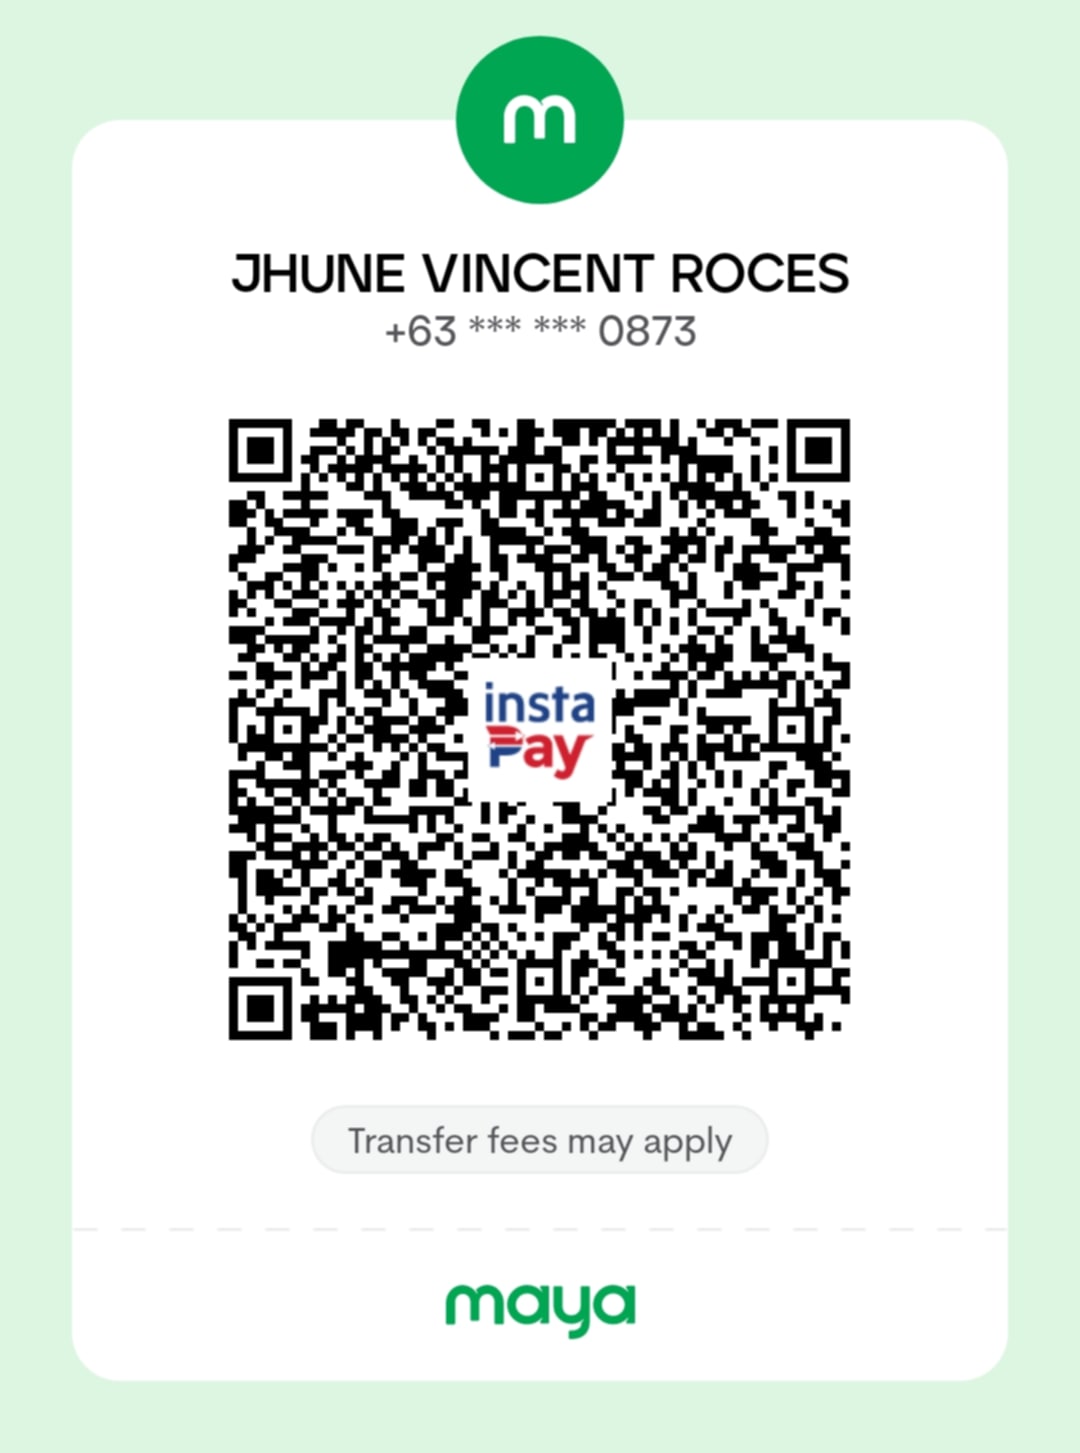 m
JHUNE VINCENT ROCES
+63 *** *** 0873
insta
Pay
Transfer fees may apply
maya